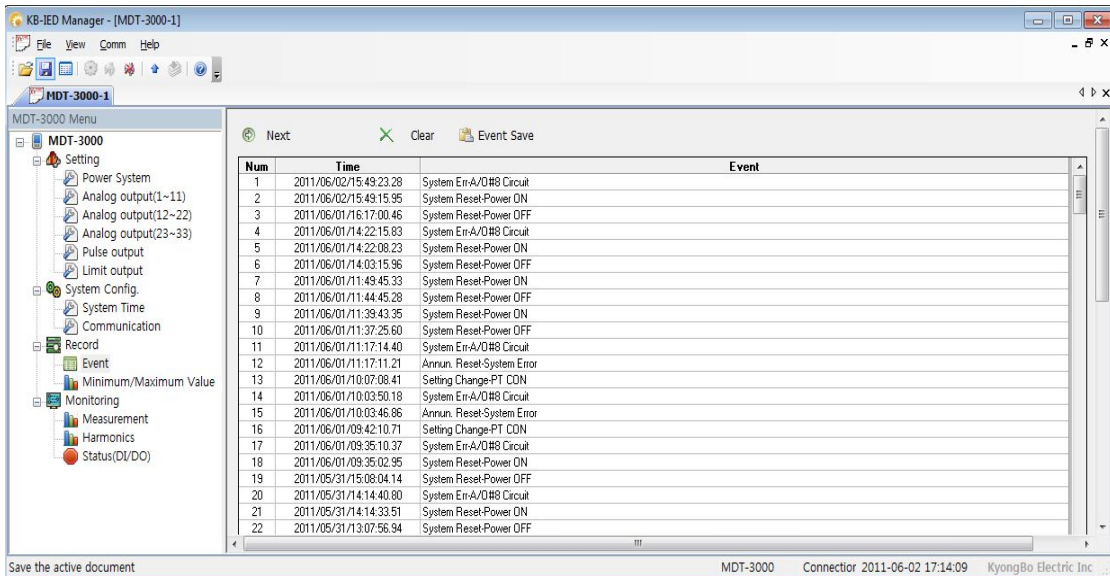 KB-IED Manager - [MDT-3000-1]
File View Comm Help
MDT-3000-1
MDT-3000 Menu
MDT-3000
Setting
Power System
Analog output(1~11)
Analog output(12~22)
Analog output(23~33)
Pulse output
Limit output
System Config.
System Time
Communication
Record
Event
Minimum/Maximum Value
Monitoring
Measurement
Harmonics
Status(DI/DO)
Next Clear Event Save
Num Time Event
1 2011/06/02/15:49:23.28 System Err-A/O#8 Circuit
2 2011/06/02/15:49:15.95 System Reset-Power ON
3 2011/06/01/16:17:00.46 System Reset-Power OFF
4 2011/06/01/14:22:15.83 System Err-A/O#8 Circuit
5 2011/06/01/14:22:08.23 System Reset-Power ON
6 2011/06/01/14:03:15.96 System Reset-Power OFF
7 2011/06/01/11:49:45.33 System Reset-Power ON
8 2011/06/01/11:44:45.28 System Reset-Power OFF
9 2011/06/01/11:39:43.35 System Reset-Power ON
10 2011/06/01/11:37:25.60 System Reset-Power OFF
11 2011/06/01/11:17:14.40 System Err-A/O#8 Circuit
12 2011/06/01/11:17:11.21 Annun. Reset-System Error
13 2011/06/01/10:07:08.41 Setting Change-PT CON
14 2011/06/01/10:03:50.18 System Err-A/O#8 Circuit
15 2011/06/01/10:03:46.86 Annun. Reset-System Error
16 2011/06/01/09:42:10.71 Setting Change-PT CON
17 2011/06/01/09:35:10.37 System Err-A/O#8 Circuit
18 2011/06/01/09:35:02.95 System Reset-Power ON
19 2011/05/31/15:08:04.14 System Reset-Power OFF
20 2011/05/31/14:14:40.80 System Err-A/O#8 Circuit
21 2011/05/31/14:14:33.51 System Reset-Power ON
22 2011/05/31/13:07:56.94 System Reset-Power OFF
Save the active document MDT-3000 Connectior 2011-06-02 17:14:09 KyongBo Electric Inc